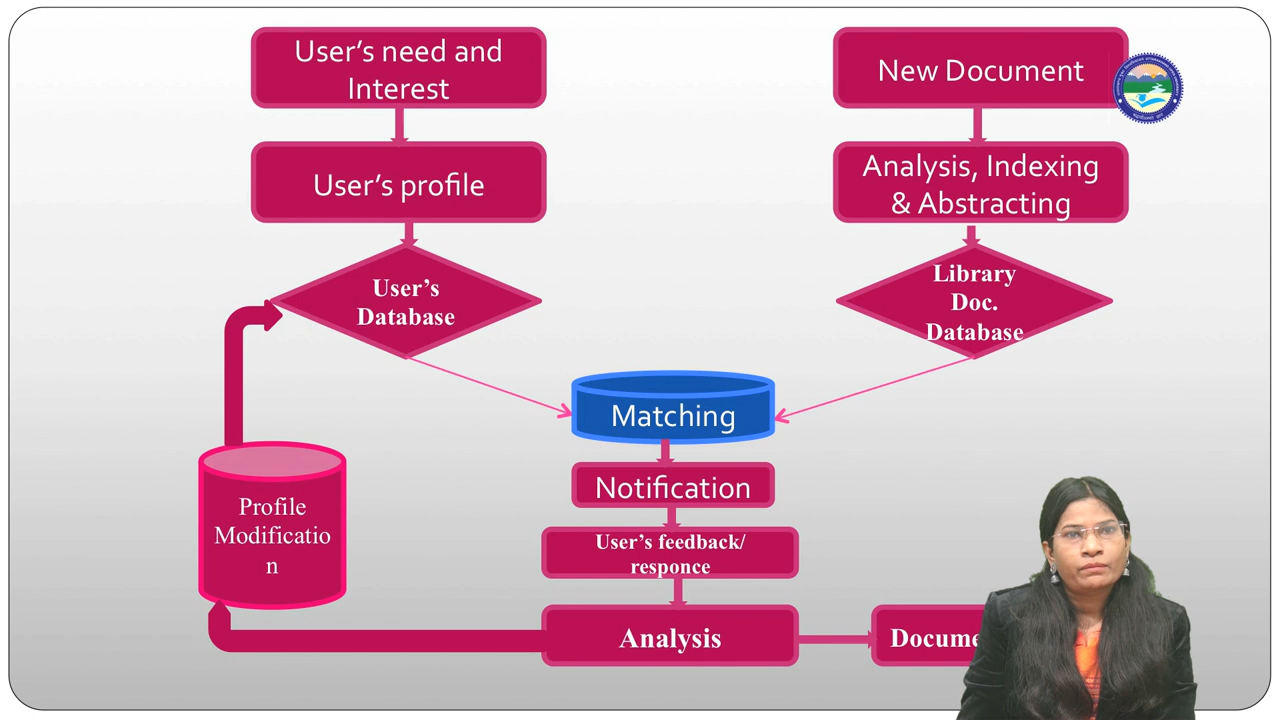 User's need and
Interest
New Document
User's profile
Analysis, Indexing
& Abstracting
User's
Database
Library
Doc.
Database
Matching
Notification
Profile
Modificatio
n
User's feedback/
responce
Analysis